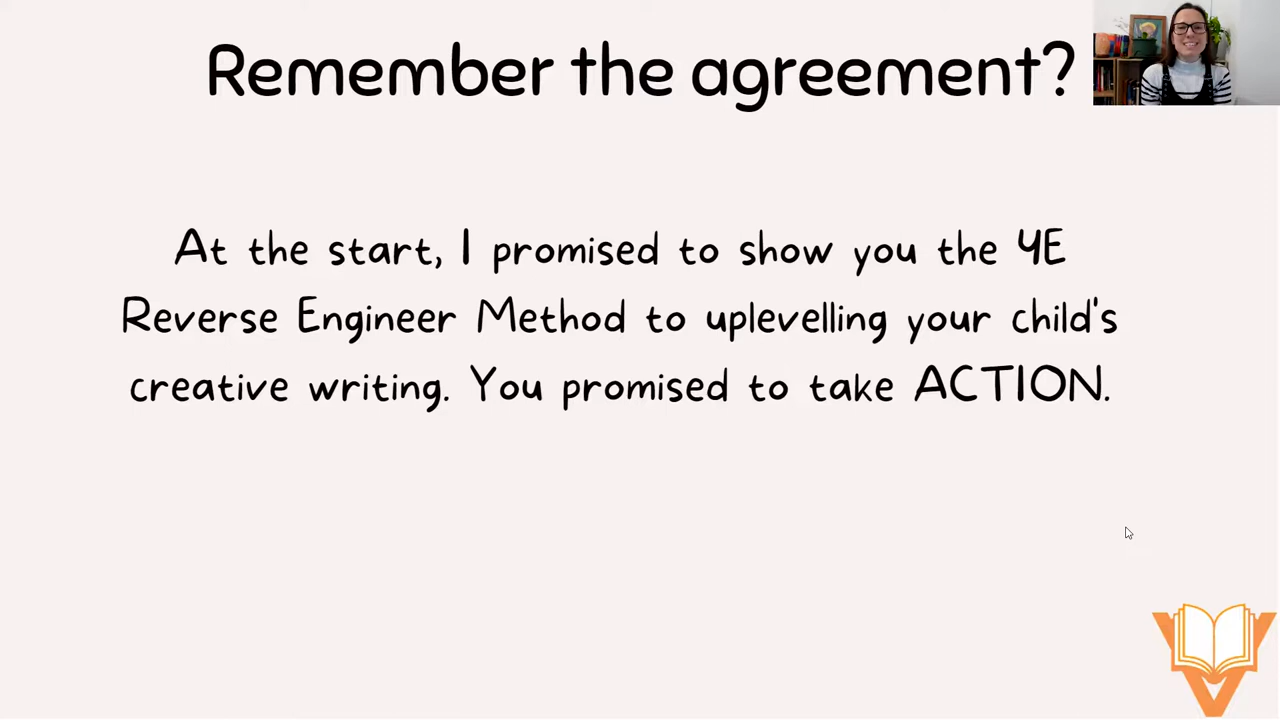 Remember the agreement?
At the start, I promised to show you the 4E
Reverse Engineer Method to uplevelling your child's
creative writing. You promised to take ACTION.